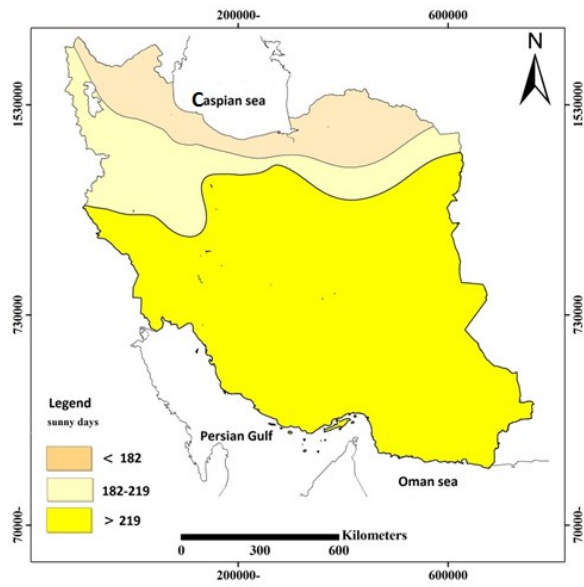 200000-
600000
N
Caspian sea
1530000
1530000
730000
730000
Legend
sunny days
< 182
182-219
> 219
Persian Gulf
Oman sea
Kilometers
0 300 600
70000-
70000-
200000-
600000